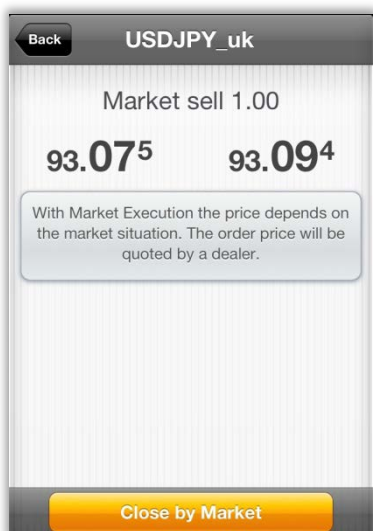 Back
USDJPY_uk
Market sell 1.00
93.075 93.094
With Market Execution the price depends on
the market situation. The order price will be
quoted by a dealer.
Close by Market